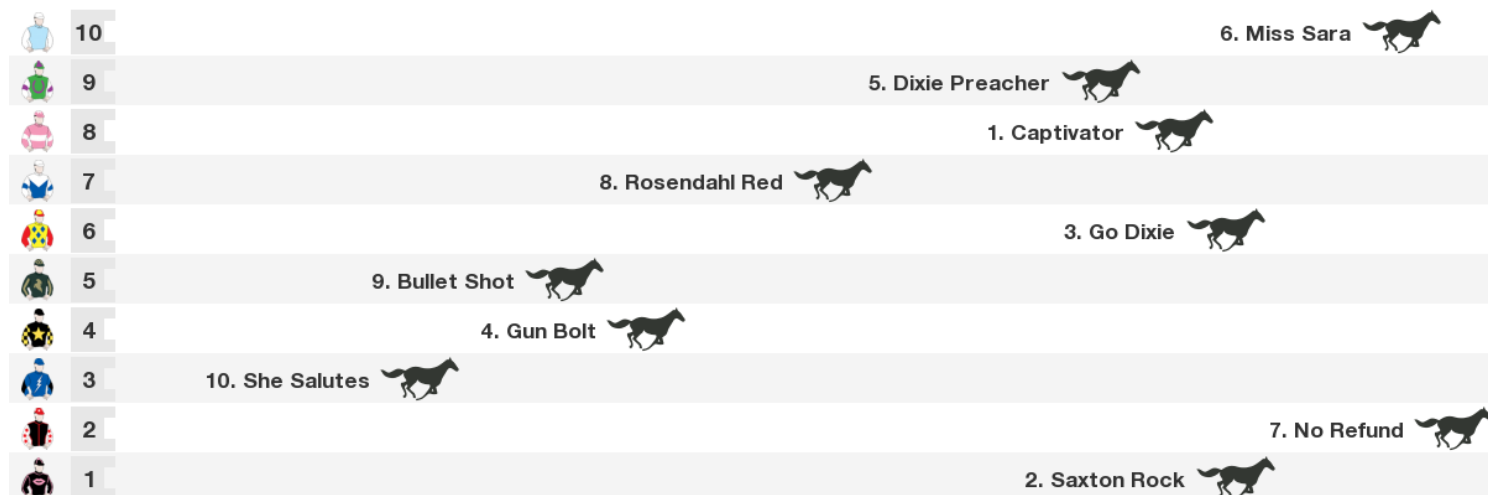 10 6. Miss Sara
9 5. Dixie Preacher
8 1. Captivator
7 8. Rosendahl Red
6 3. Go Dixie
5 9. Bullet Shot
4 4. Gun Bolt
3 10. She Salutes
2 7. No Refund
1 2. Saxton Rock